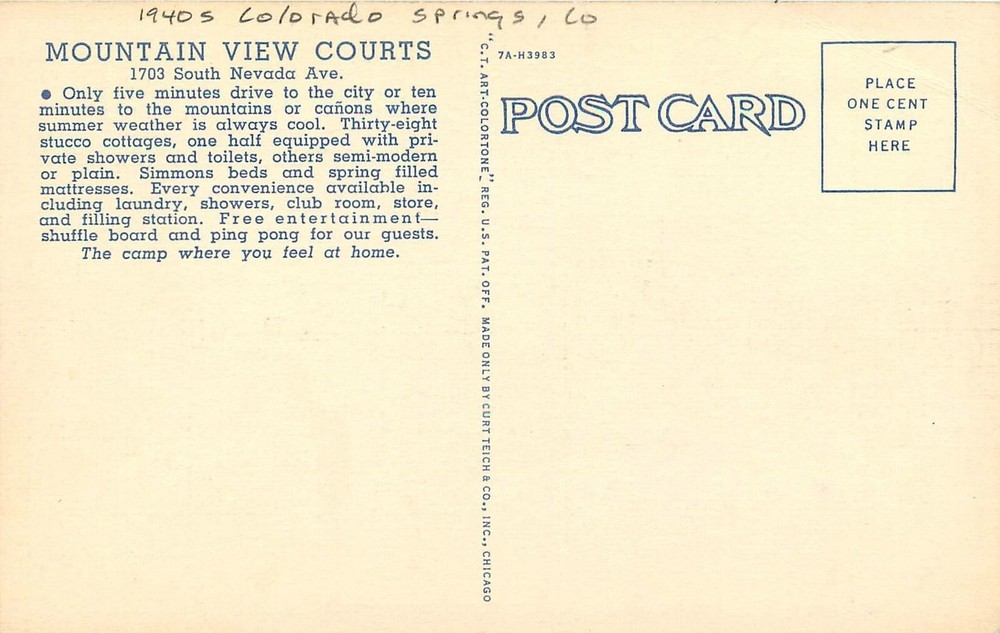 1940s Colorado Springs, Co
MOUNTAIN VIEW COURTS
1703 South Nevada Ave.
● Only five minutes drive to the city or ten
minutes to the mountains or cañons where
summer weather is always cool. Thirty-eight
stucco cottages, one half equipped with pri-
vate showers and toilets, others semi-modern
or plain. Simmons beds and spring filled
mattresses. Every convenience available in-
cluding laundry, showers, club room, store,
and filling station. Free entertainment—
shuffle board and ping pong for our guests.
The camp where you feel at home.
"C.T. ART-COLORTONE," REG. U.S. PAT. OFF. MADE ONLY BY CURT TEICH & CO., INC., CHICAGO
7A-H3983
POST CARD
PLACE
ONE CENT
STAMP
HERE